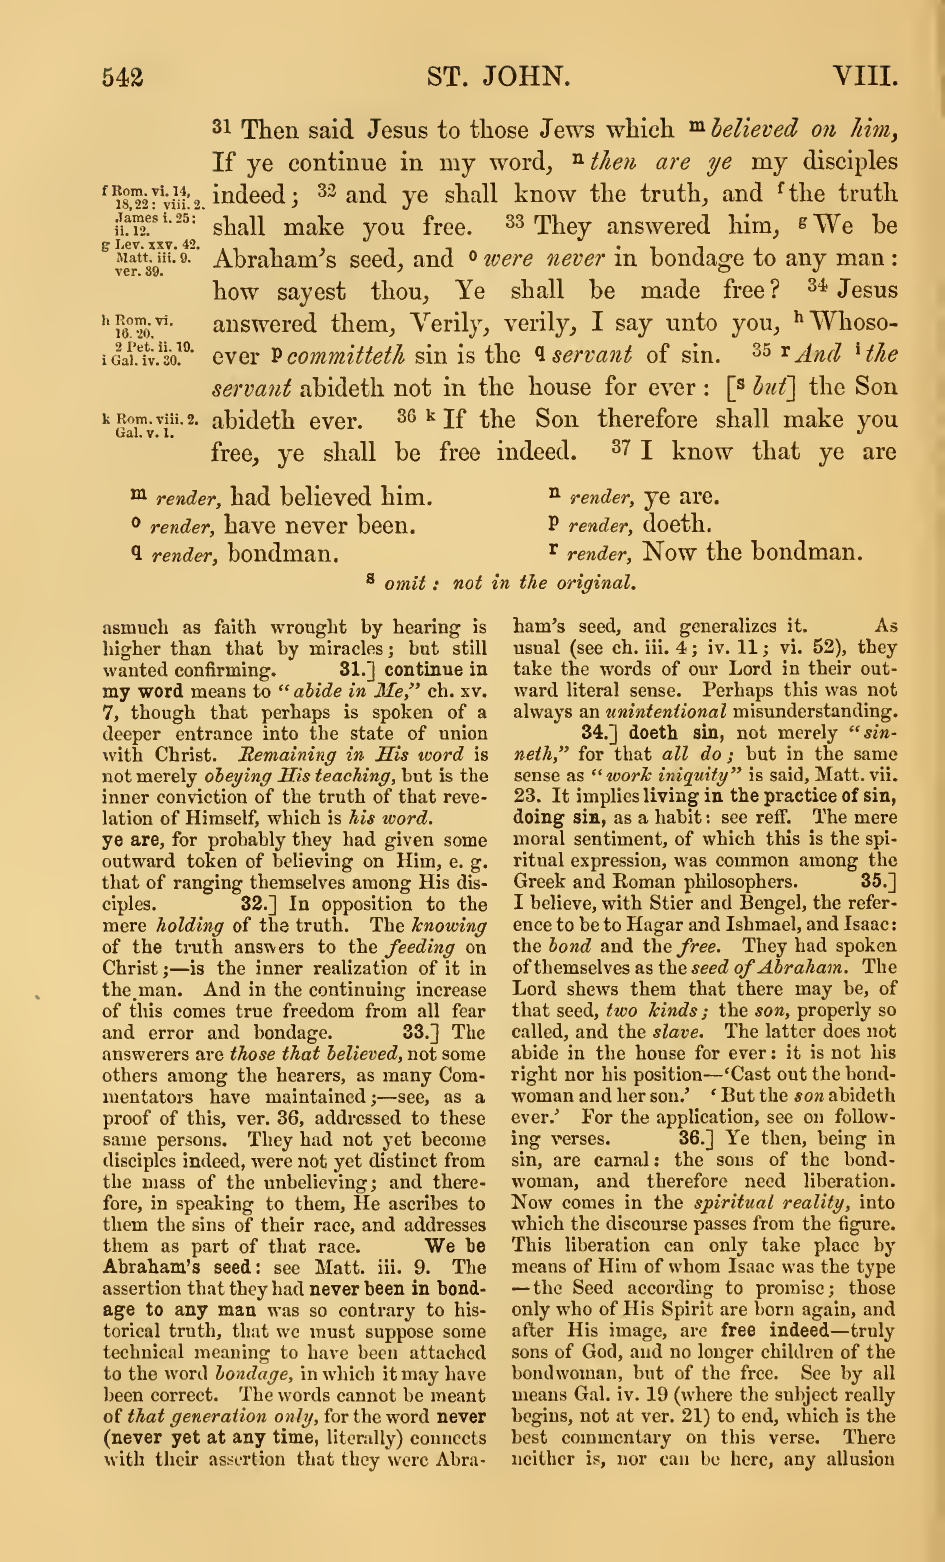 542 ST. JOHN. VIII.
31 Then said Jesus to those Jews which m believed on him,
If ye continue in my word, n then are ye my disciples
indeed; 32 and ye shall know the truth, and f the truth
shall make you free. 33 They answered him, g We be
Abraham's seed, and o were never in bondage to any man :
how sayest thou, Ye shall be made free? 34 Jesus
answered them, Verily, verily, I say unto you, h Whoso-
ever p committeth sin is the q servant of sin. 35 r And i the
servant abideth not in the house for ever : [s but] the Son
abideth ever. 36 k If the Son therefore shall make you
free, ye shall be free indeed. 37 I know that ye are
f Rom. vi. 14,
18, 22: viii. 2.
James i. 25:
ii. 12.
g Lev. xxv. 42.
Matt. iii. 9.
ver. 39.
h Rom. vi.
16. 20.
2 Pet. ii. 19.
i Gal. iv. 30.
k Rom. viii. 2.
Gal. v. 1.
m render, had believed him.
n render, ye are.
o render, have never been.
p render, doeth.
q render, bondman.
r render, Now the bondman.
s omit : not in the original.
asmuch as faith wrought by hearing is
higher than that by miracles; but still
wanted confirming. 31.] continue in
my word means to "abide in Me," ch. xv.
7, though that perhaps is spoken of a
deeper entrance into the state of union
with Christ. Remaining in His word is
not merely obeying His teaching, but is the
inner conviction of the truth of that reve-
lation of Himself, which is his word.
ye are, for probably they had given some
outward token of believing on Him, e. g.
that of ranging themselves among His dis-
ciples. 32.] In opposition to the
mere holding of the truth. The knowing
of the truth answers to the feeding on
Christ;—is the inner realization of it in
the man. And in the continuing increase
of this comes true freedom from all fear
and error and bondage. 33.] The
answerers are those that believed, not some
others among the hearers, as many Com-
mentators have maintained;—see, as a
proof of this, ver. 36, addressed to these
same persons. They had not yet become
disciples indeed, were not yet distinct from
the mass of the unbelieving; and there-
fore, in speaking to them, He ascribes to
them the sins of their race, and addresses
them as part of that race. We be
Abraham's seed: see Matt. iii. 9. The
assertion that they had never been in bond-
age to any man was so contrary to his-
torical truth, that we must suppose some
technical meaning to have been attached
to the word bondage, in which it may have
been correct. The words cannot be meant
of that generation only, for the word never
(never yet at any time, literally) connects
with their assertion that they were Abra-
ham's seed, and generalizes it. As
usual (see ch. iii. 4; iv. 11; vi. 52), they
take the words of our Lord in their out-
ward literal sense. Perhaps this was not
always an unintentional misunderstanding.
34.] doeth sin, not merely "sin-
neth," for that all do; but in the same
sense as "work iniquity" is said, Matt. vii.
23. It implies living in the practice of sin,
doing sin, as a habit: see reff. The mere
moral sentiment, of which this is the spi-
ritual expression, was common among the
Greek and Roman philosophers. 35.]
I believe, with Stier and Bengel, the refer-
ence to be to Hagar and Ishmael, and Isaac:
the bond and the free. They had spoken
of themselves as the seed of Abraham. The
Lord shews them that there may be, of
that seed, two kinds; the son, properly so
called, and the slave. The latter does not
abide in the house for ever: it is not his
right nor his position—'Cast out the bond-
woman and her son.' 'But the son abideth
ever.' For the application, see on follow-
ing verses. 36.] Ye then, being in
sin, are carnal: the sons of the bond-
woman, and therefore need liberation.
Now comes in the spiritual reality, into
which the discourse passes from the figure.
This liberation can only take place by
means of Him of whom Isaac was the type
—the Seed according to promise; those
only who of His Spirit are born again, and
after His image, are free indeed—truly
sons of God, and no longer children of the
bondwoman, but of the free. See by all
means Gal. iv. 19 (where the subject really
begins, not at ver. 21) to end, which is the
best commentary on this verse. There
neither is, nor can be here, any allusion